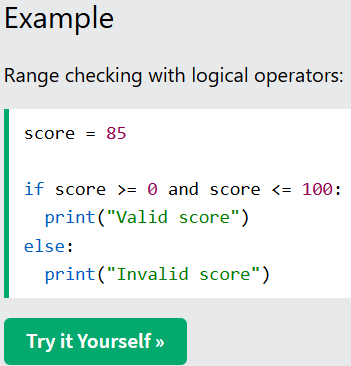 Example
Range checking with logical operators:
score = 85
if score >= 0 and score <= 100:
  print("Valid score")
else:
  print("Invalid score")
Try it Yourself »